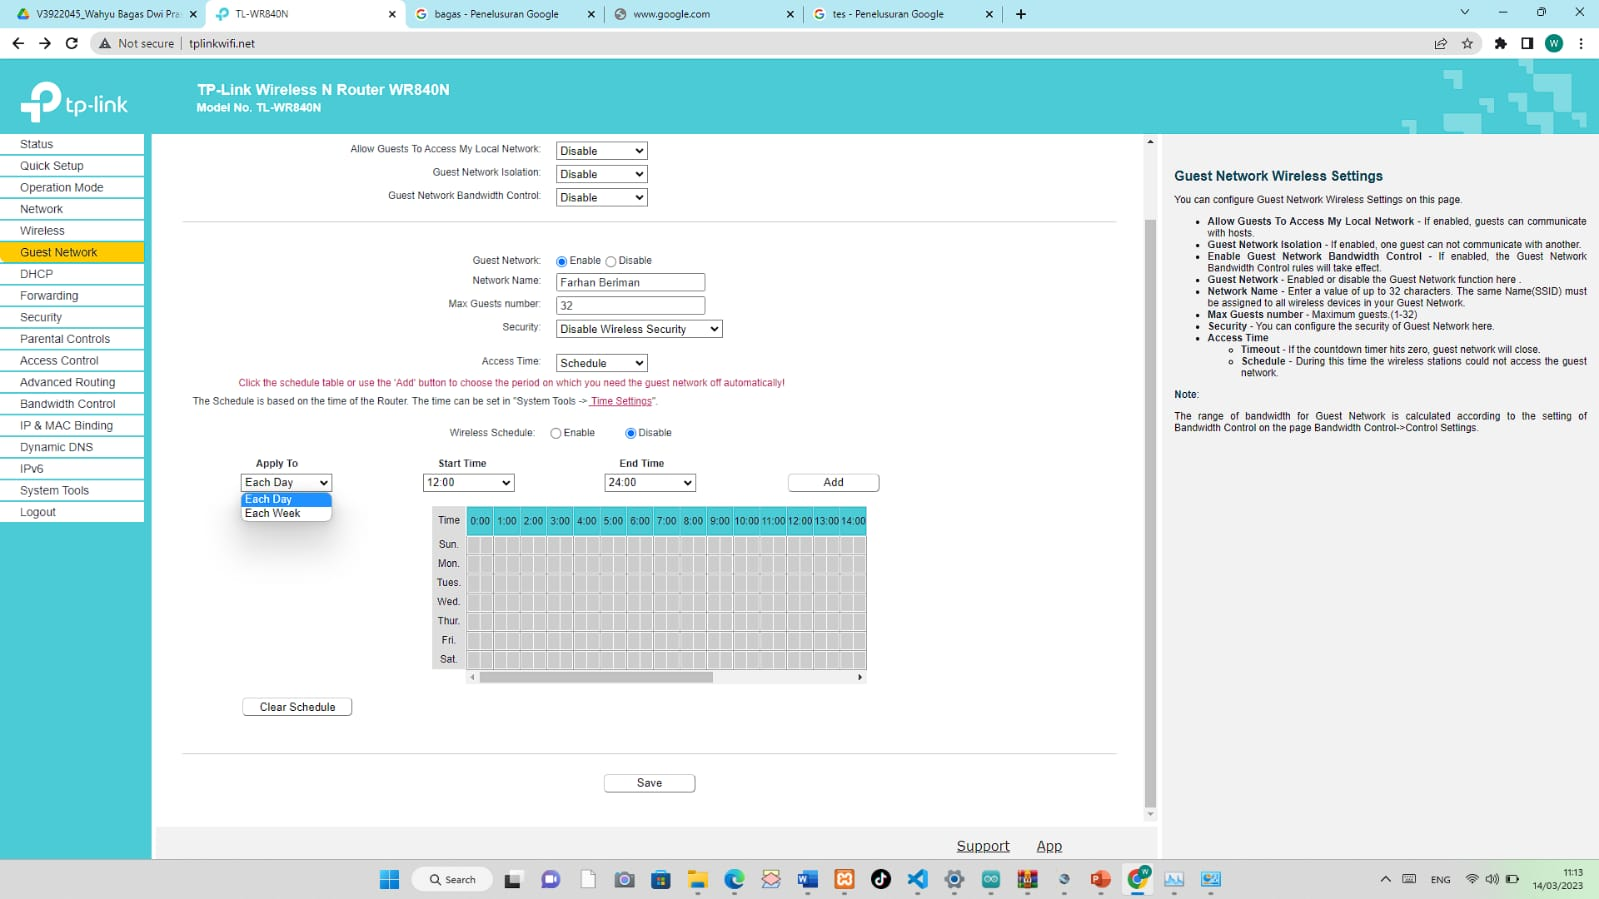 V3922045_Wahyu Bagas Dwi Pra
TL-WR840N
bagas - Penelusuran Google
www.google.com
tes - Penelusuran Google
Not secure
tplinkwifi.net
W
tp-link
TP-Link Wireless N Router WR840N
Model No. TL-WR840N
Status
Quick Setup
Operation Mode
Network
Wireless
Guest Network
DHCP
Forwarding
Security
Parental Controls
Access Control
Advanced Routing
Bandwidth Control
IP & MAC Binding
Dynamic DNS
IPv6
System Tools
Logout
Allow Guests To Access My Local Network: Disable
Guest Network Isolation: Disable
Guest Network Bandwidth Control: Disable
Guest Network: Enable Disable
Network Name: Farhan Beriman
Max Guests number: 32
Security: Disable Wireless Security
Access Time: Schedule
Click the schedule table or use the 'Add' button to choose the period on which you need the guest network off automatically!
The Schedule is based on the time of the Router. The time can be set in "System Tools -> Time Settings".
Wireless Schedule: Enable Disable
Apply To Start Time End Time
Each Day 12:00 24:00 Add
Each Day
Each Week
Time 0:00 1:00 2:00 3:00 4:00 5:00 6:00 7:00 8:00 9:00 10:00 11:00 12:00 13:00 14:00
Sun.
Mon.
Tues.
Wed.
Thur.
Fri.
Sat.
Clear Schedule
Save
Support App
Guest Network Wireless Settings
You can configure Guest Network Wireless Settings on this page.
Allow Guests To Access My Local Network - If enabled, guests can communicate
with hosts.
Guest Network Isolation - If enabled, one guest can not communicate with another.
Enable Guest Network Bandwidth Control - If enabled, the Guest Network
Bandwidth Control rules will take effect.
Guest Network - Enabled or disable the Guest Network function here .
Network Name - Enter a value of up to 32 characters. The same Name(SSID) must
be assigned to all wireless devices in your Guest Network.
Max Guests number - Maximum guests.(1-32)
Security - You can configure the security of Guest Network here.
Access Time
Timeout - If the countdown timer hits zero, guest network will close.
Schedule - During this time the wireless stations could not access the guest
network.
Note:
The range of bandwidth for Guest Network is calculated according to the setting of
Bandwidth Control on the page Bandwidth Control->Control Settings.
Search
ENG
11:13
14/03/2023